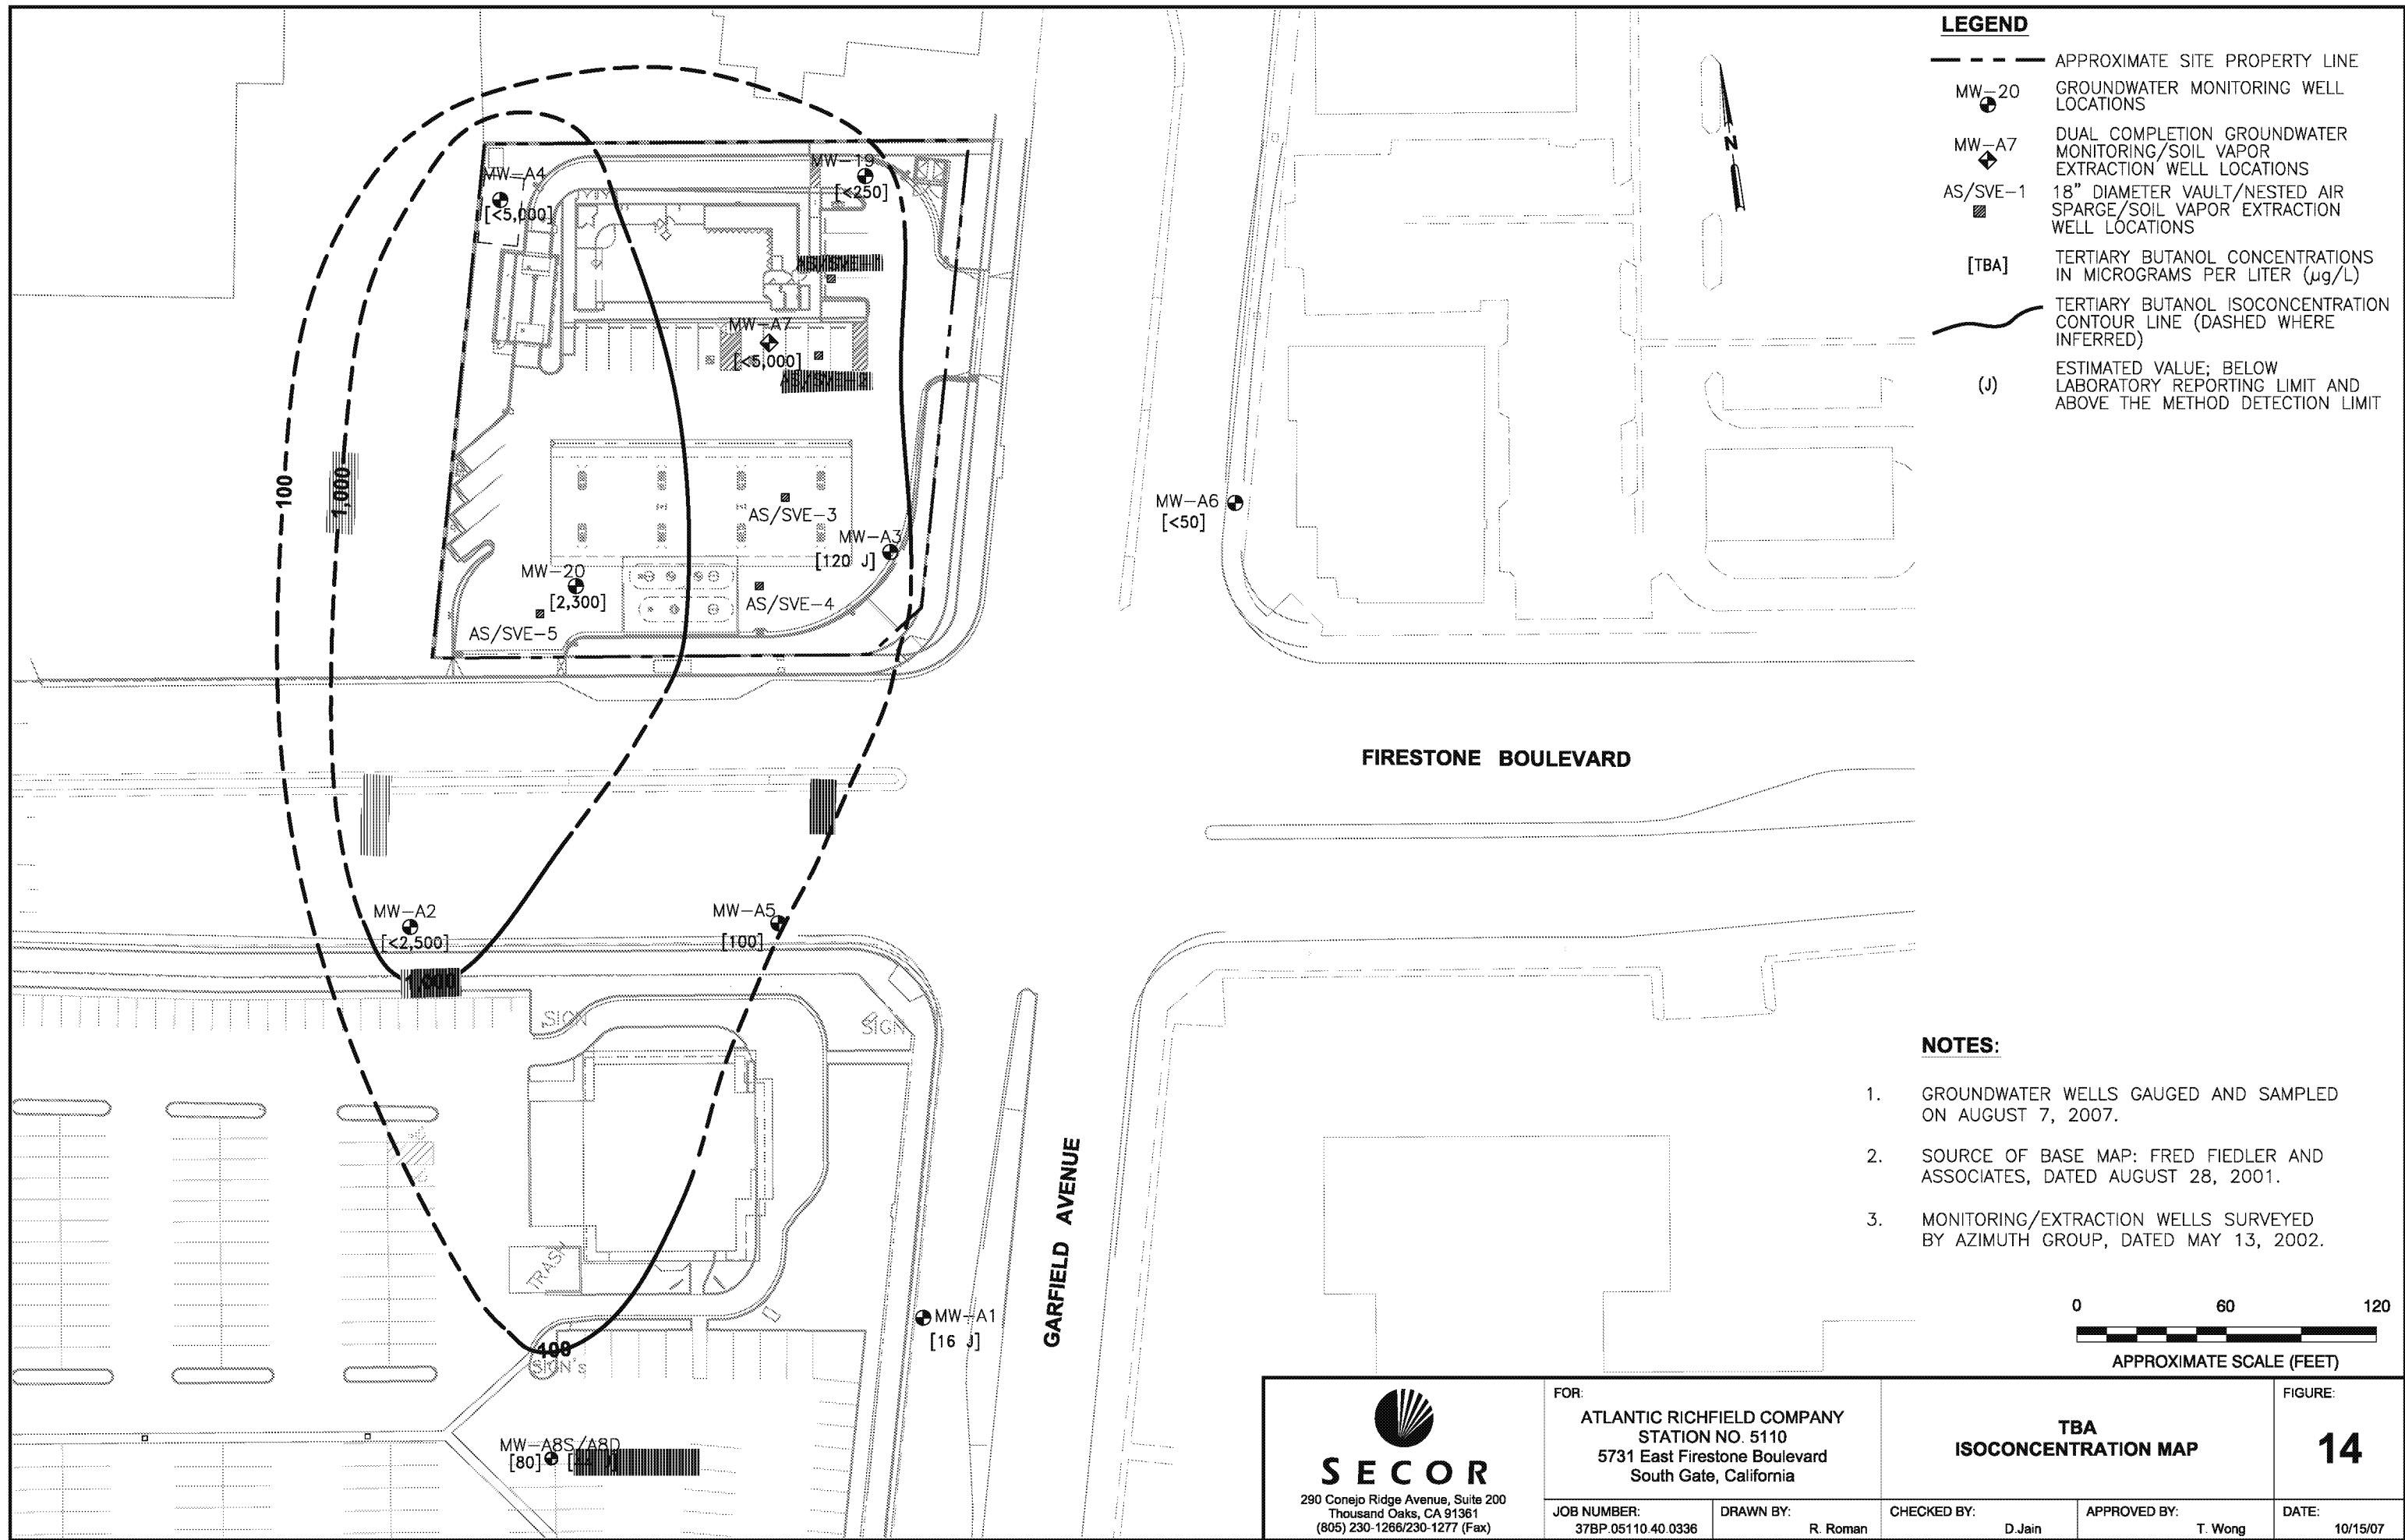 LEGEND
APPROXIMATE SITE PROPERTY LINE
MW-20
GROUNDWATER MONITORING WELL
LOCATIONS
MW-A7
DUAL COMPLETION GROUNDWATER
MONITORING/SOIL VAPOR
EXTRACTION WELL LOCATIONS
AS/SVE-1
18" DIAMETER VAULT/NESTED AIR
SPARGE/SOIL VAPOR EXTRACTION
WELL LOCATIONS
[TBA]
TERTIARY BUTANOL CONCENTRATIONS
IN MICROGRAMS PER LITER (µg/L)
TERTIARY BUTANOL ISOCONCENTRATION
CONTOUR LINE (DASHED WHERE
INFERRED)
(J)
ESTIMATED VALUE; BELOW
LABORATORY REPORTING LIMIT AND
ABOVE THE METHOD DETECTION LIMIT
N
MW-A4
[<5,000]
MW-19
[<250]
MW-A7
[<5,000]
100
1,000
AS/SVE-3
MW-A3
[120 J]
MW-20
[2,300]
AS/SVE-4
AS/SVE-5
MW-A6
[<50]
FIRESTONE BOULEVARD
MW-A2
[<2,500]
MW-A5
[100]
1,000
SIGN
SIGN
TRASH
GARFIELD AVENUE
MW-A1
[16 J]
100
SIGN's
MW-A8S/A8D
[80]
NOTES:
1. GROUNDWATER WELLS GAUGED AND SAMPLED
ON AUGUST 7, 2007.
2. SOURCE OF BASE MAP: FRED FIEDLER AND
ASSOCIATES, DATED AUGUST 28, 2001.
3. MONITORING/EXTRACTION WELLS SURVEYED
BY AZIMUTH GROUP, DATED MAY 13, 2002.
0 60 120
APPROXIMATE SCALE (FEET)
SECOR
290 Conejo Ridge Avenue, Suite 200
Thousand Oaks, CA 91361
(805) 230-1266/230-1277 (Fax)
FOR:
ATLANTIC RICHFIELD COMPANY
STATION NO. 5110
5731 East Firestone Boulevard
South Gate, California
TBA
ISOCONCENTRATION MAP
FIGURE:
14
JOB NUMBER:
37BP.05110.40.0336
DRAWN BY:
R. Roman
CHECKED BY:
D.Jain
APPROVED BY:
T. Wong
DATE:
10/15/07